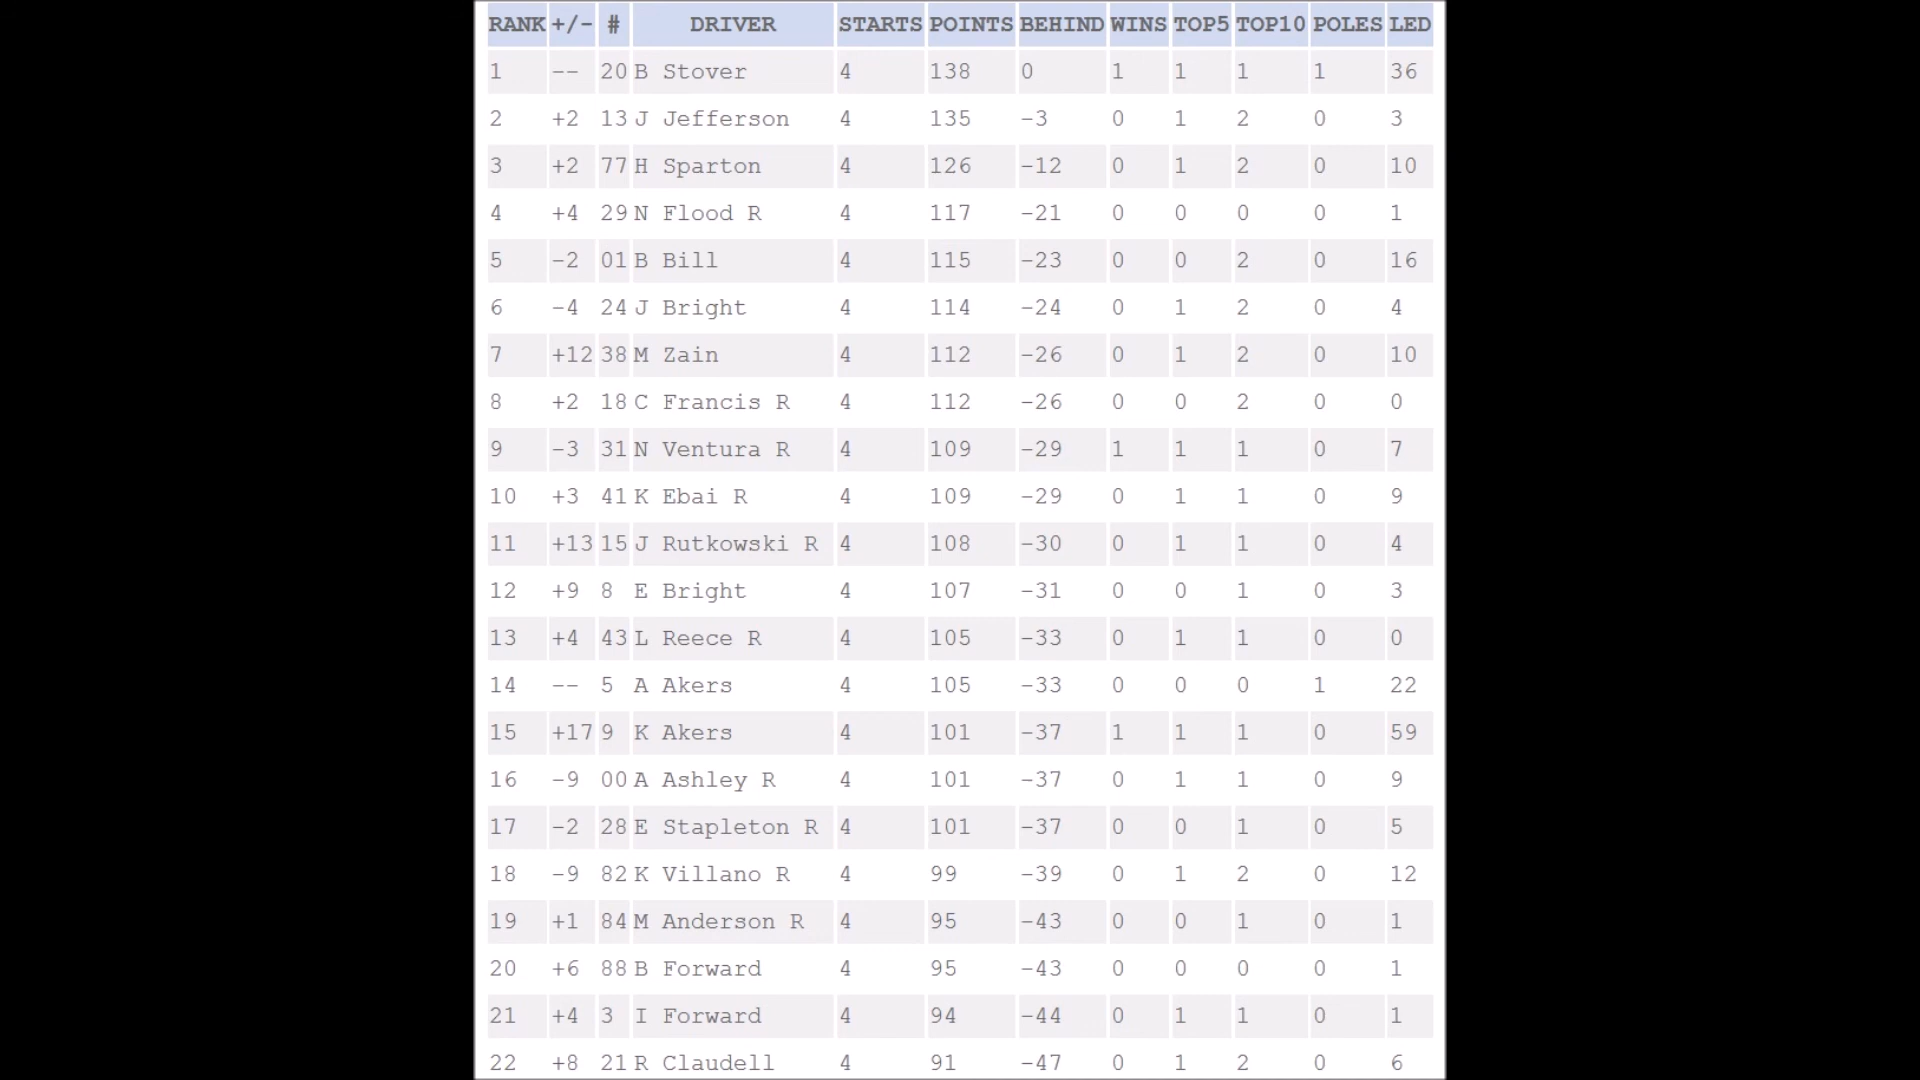 RANK +/- # DRIVER STARTS POINTS BEHIND WINS TOP5 TOP10 POLES LED
1 -- 20 B Stover 4 138 0 1 1 1 1 36
2 +2 13 J Jefferson 4 135 -3 0 1 2 0 3
3 +2 77 H Sparton 4 126 -12 0 1 2 0 10
4 +4 29 N Flood R 4 117 -21 0 0 0 0 1
5 -2 01 B Bill 4 115 -23 0 0 2 0 16
6 -4 24 J Bright 4 114 -24 0 1 2 0 4
7 +12 38 M Zain 4 112 -26 0 1 2 0 10
8 +2 18 C Francis R 4 112 -26 0 0 2 0 0
9 -3 31 N Ventura R 4 109 -29 1 1 1 0 7
10 +3 41 K Ebai R 4 109 -29 0 1 1 0 9
11 +13 15 J Rutkowski R 4 108 -30 0 1 1 0 4
12 +9 8 E Bright 4 107 -31 0 0 1 0 3
13 +4 43 L Reece R 4 105 -33 0 1 1 0 0
14 -- 5 A Akers 4 105 -33 0 0 0 1 22
15 +17 9 K Akers 4 101 -37 1 1 1 0 59
16 -9 00 A Ashley R 4 101 -37 0 1 1 0 9
17 -2 28 E Stapleton R 4 101 -37 0 0 1 0 5
18 -9 82 K Villano R 4 99 -39 0 1 2 0 12
19 +1 84 M Anderson R 4 95 -43 0 0 1 0 1
20 +6 88 B Forward 4 95 -43 0 0 0 0 1
21 +4 3 I Forward 4 94 -44 0 1 1 0 1
22 +8 21 R Claudell 4 91 -47 0 1 2 0 6